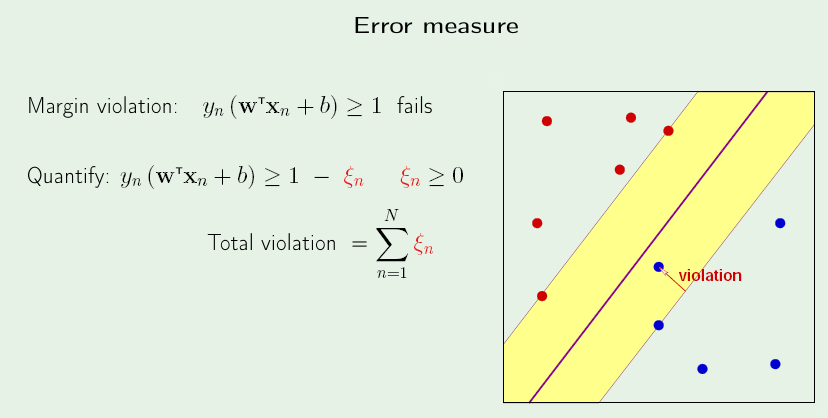 Error measure
Margin violation: yₙ (wᵀxₙ + b) ≥ 1 fails
Quantify: yₙ (wᵀxₙ + b) ≥ 1 − ξₙ ξₙ ≥ 0
Total violation = ∑ₙ₌₁ᴺ ξₙ
violation